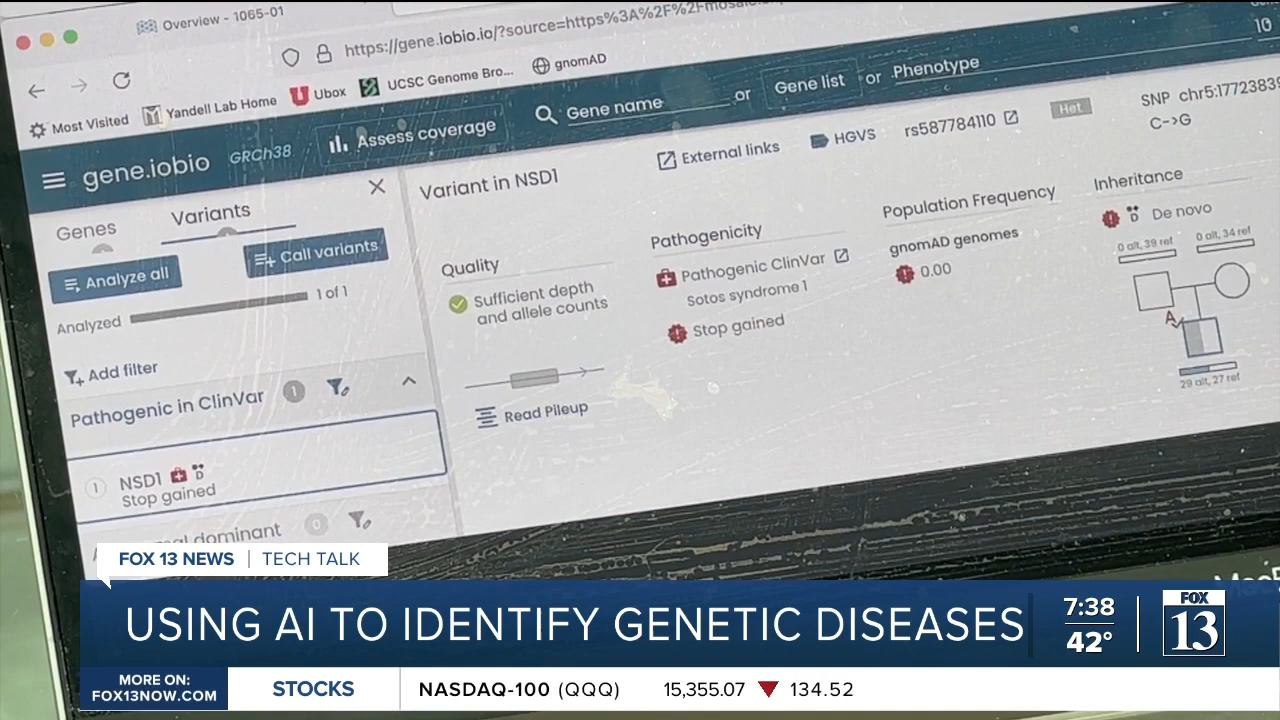 Overview - 1065-01
https://gene.iobio.io/?source=https%3A%2F%2Fmosaic
Most Visited Yandell Lab Home Ubox UCSC Genome Bro... gnomAD
gene.iobio GRCh38 Assess coverage Gene name or Gene list or Phenotype
10
Genes Variants
Analyze all Call variants
Analyzed 1 of 1
Add filter
Pathogenic in ClinVar 1
1 NSD1 D
Stop gained
mal dominant 0
Variant in NSD1 External links HGVS rs587784110 Het SNP chr5:17723839
C->G
Quality
Sufficient depth
and allele counts
Read Pileup
Pathogenicity
Pathogenic ClinVar
Sotos syndrome 1
Stop gained
Population Frequency
gnomAD genomes
0.00
Inheritance
D De novo
0 alt, 39 ref 0 alt, 34 ref
A
29 alt, 27 ref
FOX 13 NEWS | TECH TALK
USING AI TO IDENTIFY GENETIC DISEASES
7:38
42°
FOX
13
MORE ON:
FOX13NOW.COM
STOCKS
NASDAQ-100 (QQQ) 15,355.07 134.52